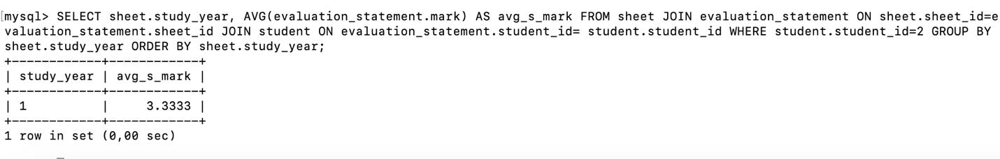 [mysql> SELECT sheet.study_year, AVG(evaluation_statement.mark) AS avg_s_mark FROM sheet JOIN evaluation_statement ON sheet.sheet_id=e
valuation_statement.sheet_id JOIN student ON evaluation_statement.student_id= student.student_id WHERE student.student_id=2 GROUP BY
sheet.study_year ORDER BY sheet.study_year;
+------------+------------+
| study_year | avg_s_mark |
+------------+------------+
| 1          |     3.3333 |
+------------+------------+
1 row in set (0,00 sec)